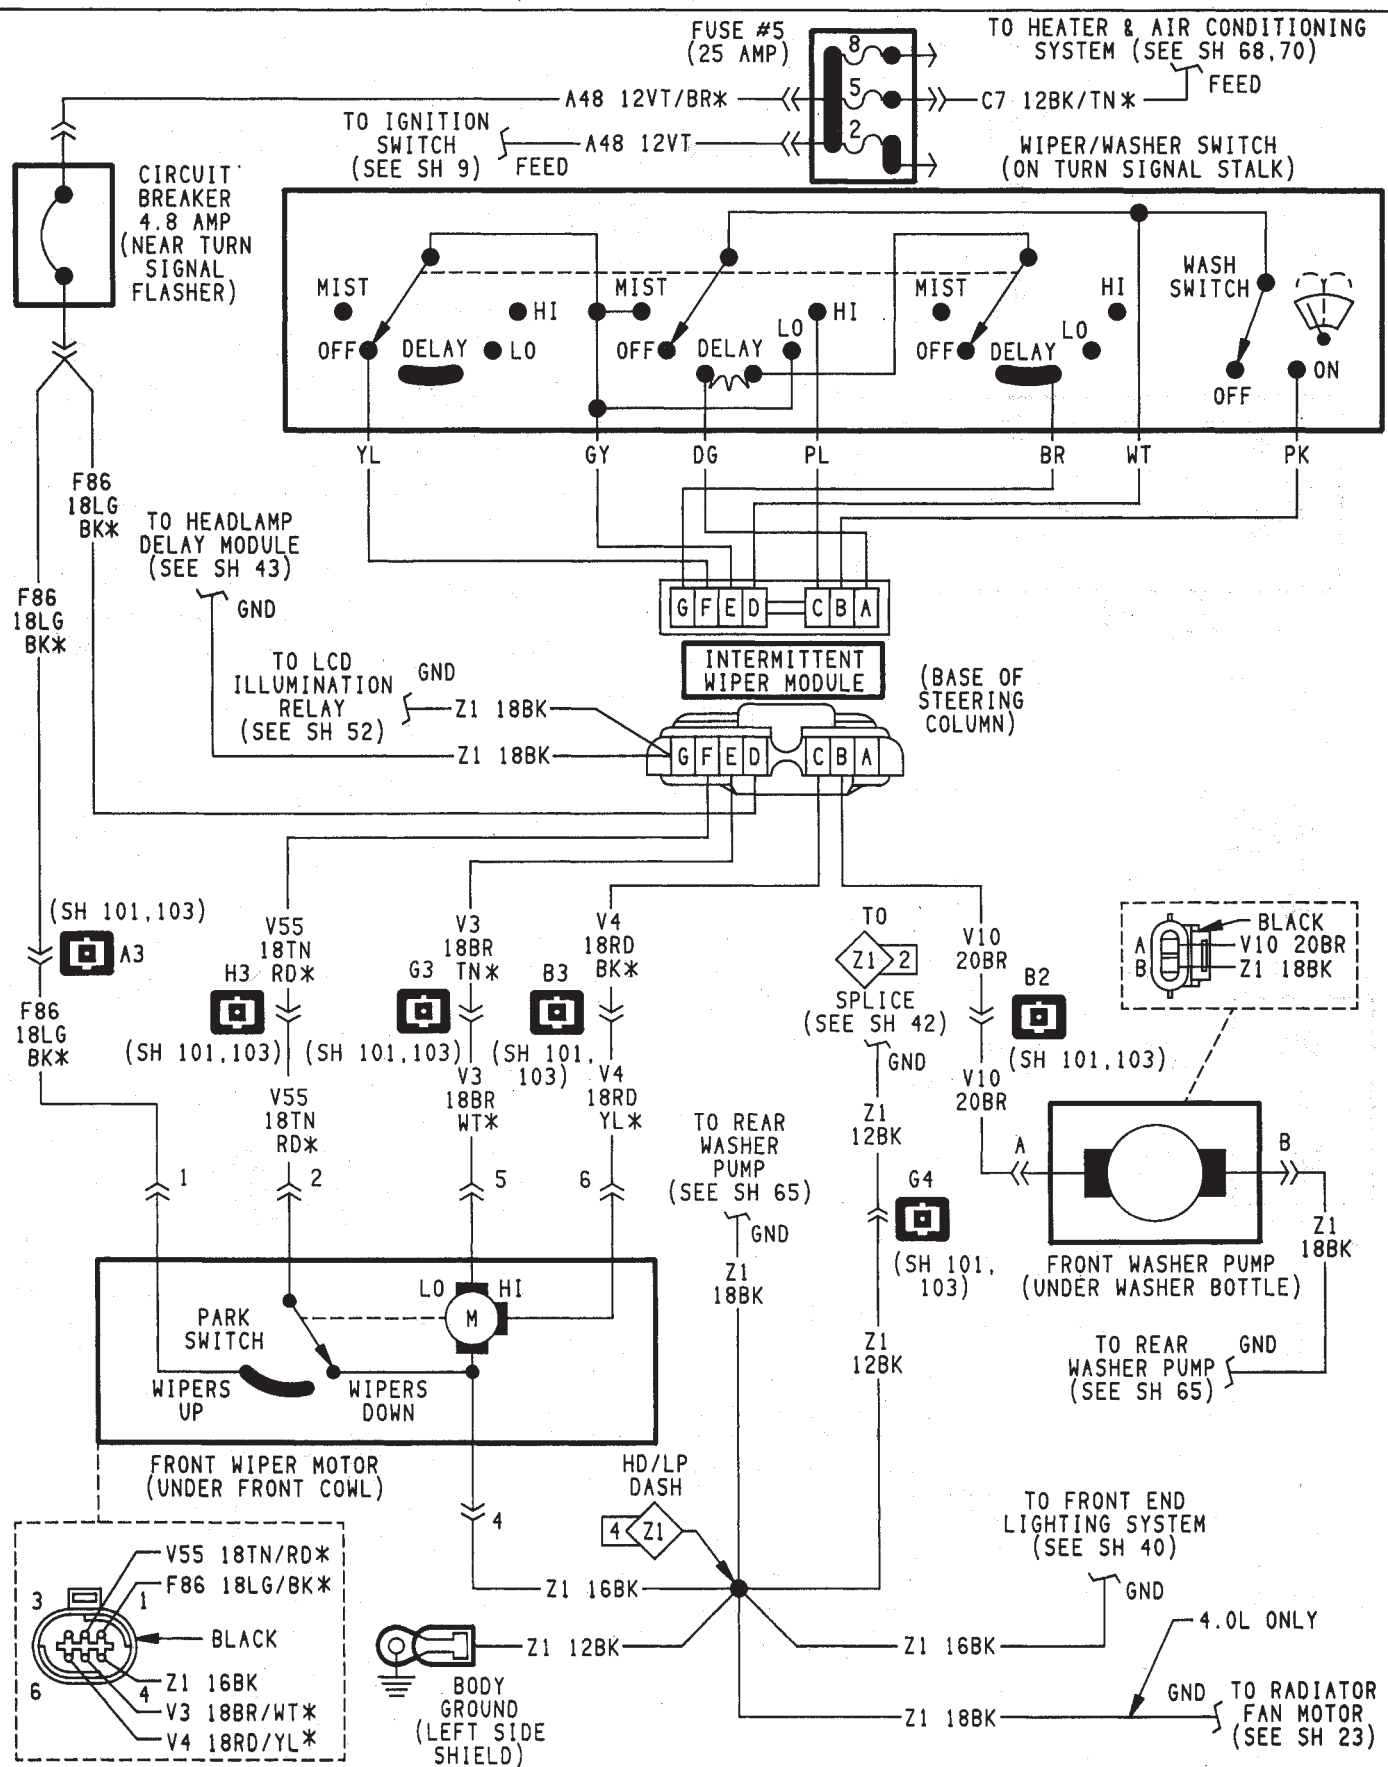 FUSE #5
(25 AMP)
8
5
2
TO HEATER & AIR CONDITIONING
SYSTEM (SEE SH 68,70)
FEED
A48 12VT/BR*
C7 12BK/TN*
TO IGNITION
SWITCH
(SEE SH 9)
FEED
A48 12VT
WIPER/WASHER SWITCH
(ON TURN SIGNAL STALK)
CIRCUIT
BREAKER
4.8 AMP
(NEAR TURN
SIGNAL
FLASHER)
MIST
HI
OFF
DELAY
LO
MIST
HI
LO
OFF
DELAY
MIST
HI
LO
OFF
DELAY
WASH
SWITCH
OFF
ON
YL
GY
DG
PL
BR
WT
PK
F86
18LG
BK*
F86
18LG
BK*
TO HEADLAMP
DELAY MODULE
(SEE SH 43)
GND
G F E D C B A
INTERMITTENT
WIPER MODULE
(BASE OF
STEERING
COLUMN)
TO LCD
ILLUMINATION
RELAY
(SEE SH 52)
GND
Z1 18BK
Z1 18BK
G F E D C B A
(SH 101,103)
A3
F86
18LG
BK*
V55
18TN
RD*
H3
(SH 101,103)
V55
18TN
RD*
V3
18BR
TN*
G3
(SH 101,103)
V3
18BR
WT*
V4
18RD
BK*
B3
(SH 101,
103)
V4
18RD
YL*
TO
Z1
2
SPLICE
(SEE SH 42)
GND
Z1
12BK
V10
20BR
B2
(SH 101,103)
V10
20BR
BLACK
A
V10 20BR
B
Z1 18BK
TO REAR
WASHER
PUMP
(SEE SH 65)
GND
Z1
18BK
G4
(SH 101,
103)
Z1
12BK
A
B
Z1
18BK
FRONT WASHER PUMP
(UNDER WASHER BOTTLE)
TO REAR
WASHER PUMP
(SEE SH 65)
GND
1
2
5
6
LO
HI
M
PARK
SWITCH
WIPERS
UP
WIPERS
DOWN
FRONT WIPER MOTOR
(UNDER FRONT COWL)
4
HD/LP
DASH
4
Z1
Z1 16BK
TO FRONT END
LIGHTING SYSTEM
(SEE SH 40)
GND
Z1 16BK
4.0L ONLY
Z1 12BK
BODY
GROUND
(LEFT SIDE
SHIELD)
Z1 18BK
GND
TO RADIATOR
FAN MOTOR
(SEE SH 23)
V55 18TN/RD*
F86 18LG/BK*
3
1
BLACK
6
4
Z1 16BK
V3 18BR/WT*
V4 18RD/YL*